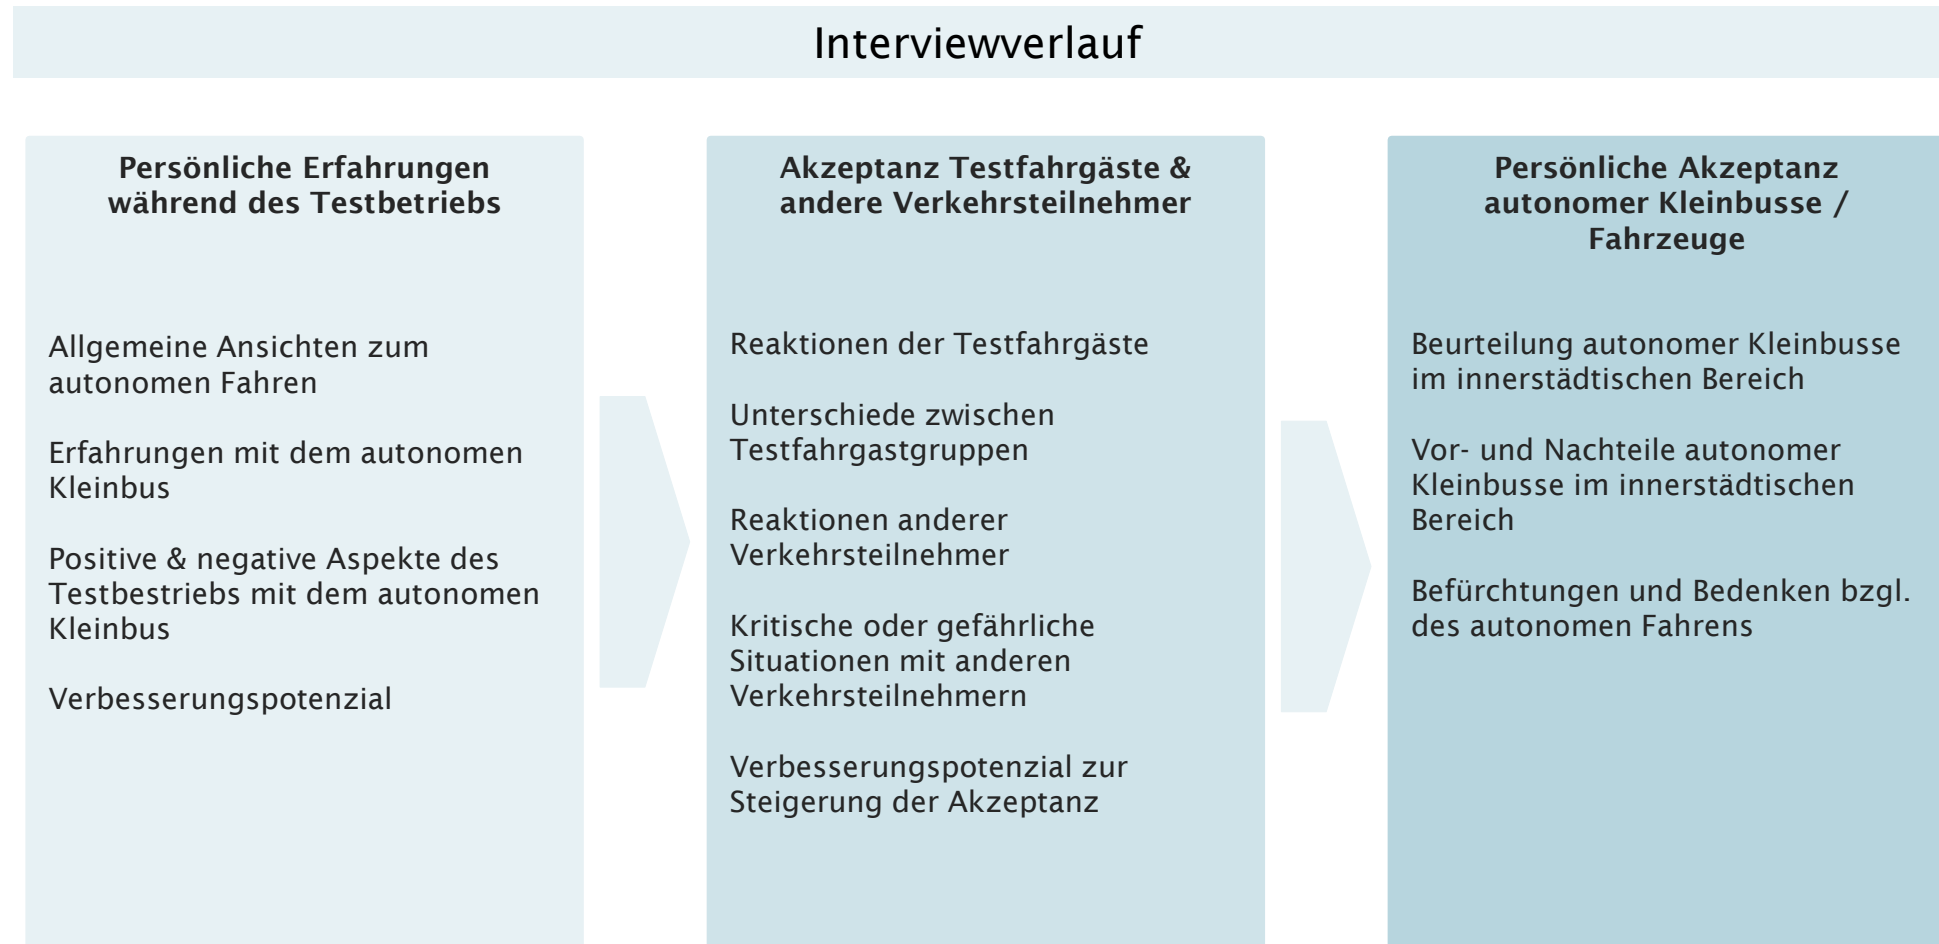 Interviewverlauf
Persönliche Erfahrungen
während des Testbetriebs
Allgemeine Ansichten zum
autonomen Fahren
Erfahrungen mit dem autonomen
Kleinbus
Positive & negative Aspekte des
Testbestriebs mit dem autonomen
Kleinbus
Verbesserungspotenzial
Akzeptanz Testfahrgäste &
andere Verkehrsteilnehmer
Reaktionen der Testfahrgäste
Unterschiede zwischen
Testfahrgastgruppen
Reaktionen anderer
Verkehrsteilnehmer
Kritische oder gefährliche
Situationen mit anderen
Verkehrsteilnehmern
Verbesserungspotenzial zur
Steigerung der Akzeptanz
Persönliche Akzeptanz
autonomer Kleinbusse /
Fahrzeuge
Beurteilung autonomer Kleinbusse
im innerstädtischen Bereich
Vor- und Nachteile autonomer
Kleinbusse im innerstädtischen
Bereich
Befürchtungen und Bedenken bzgl.
des autonomen Fahrens